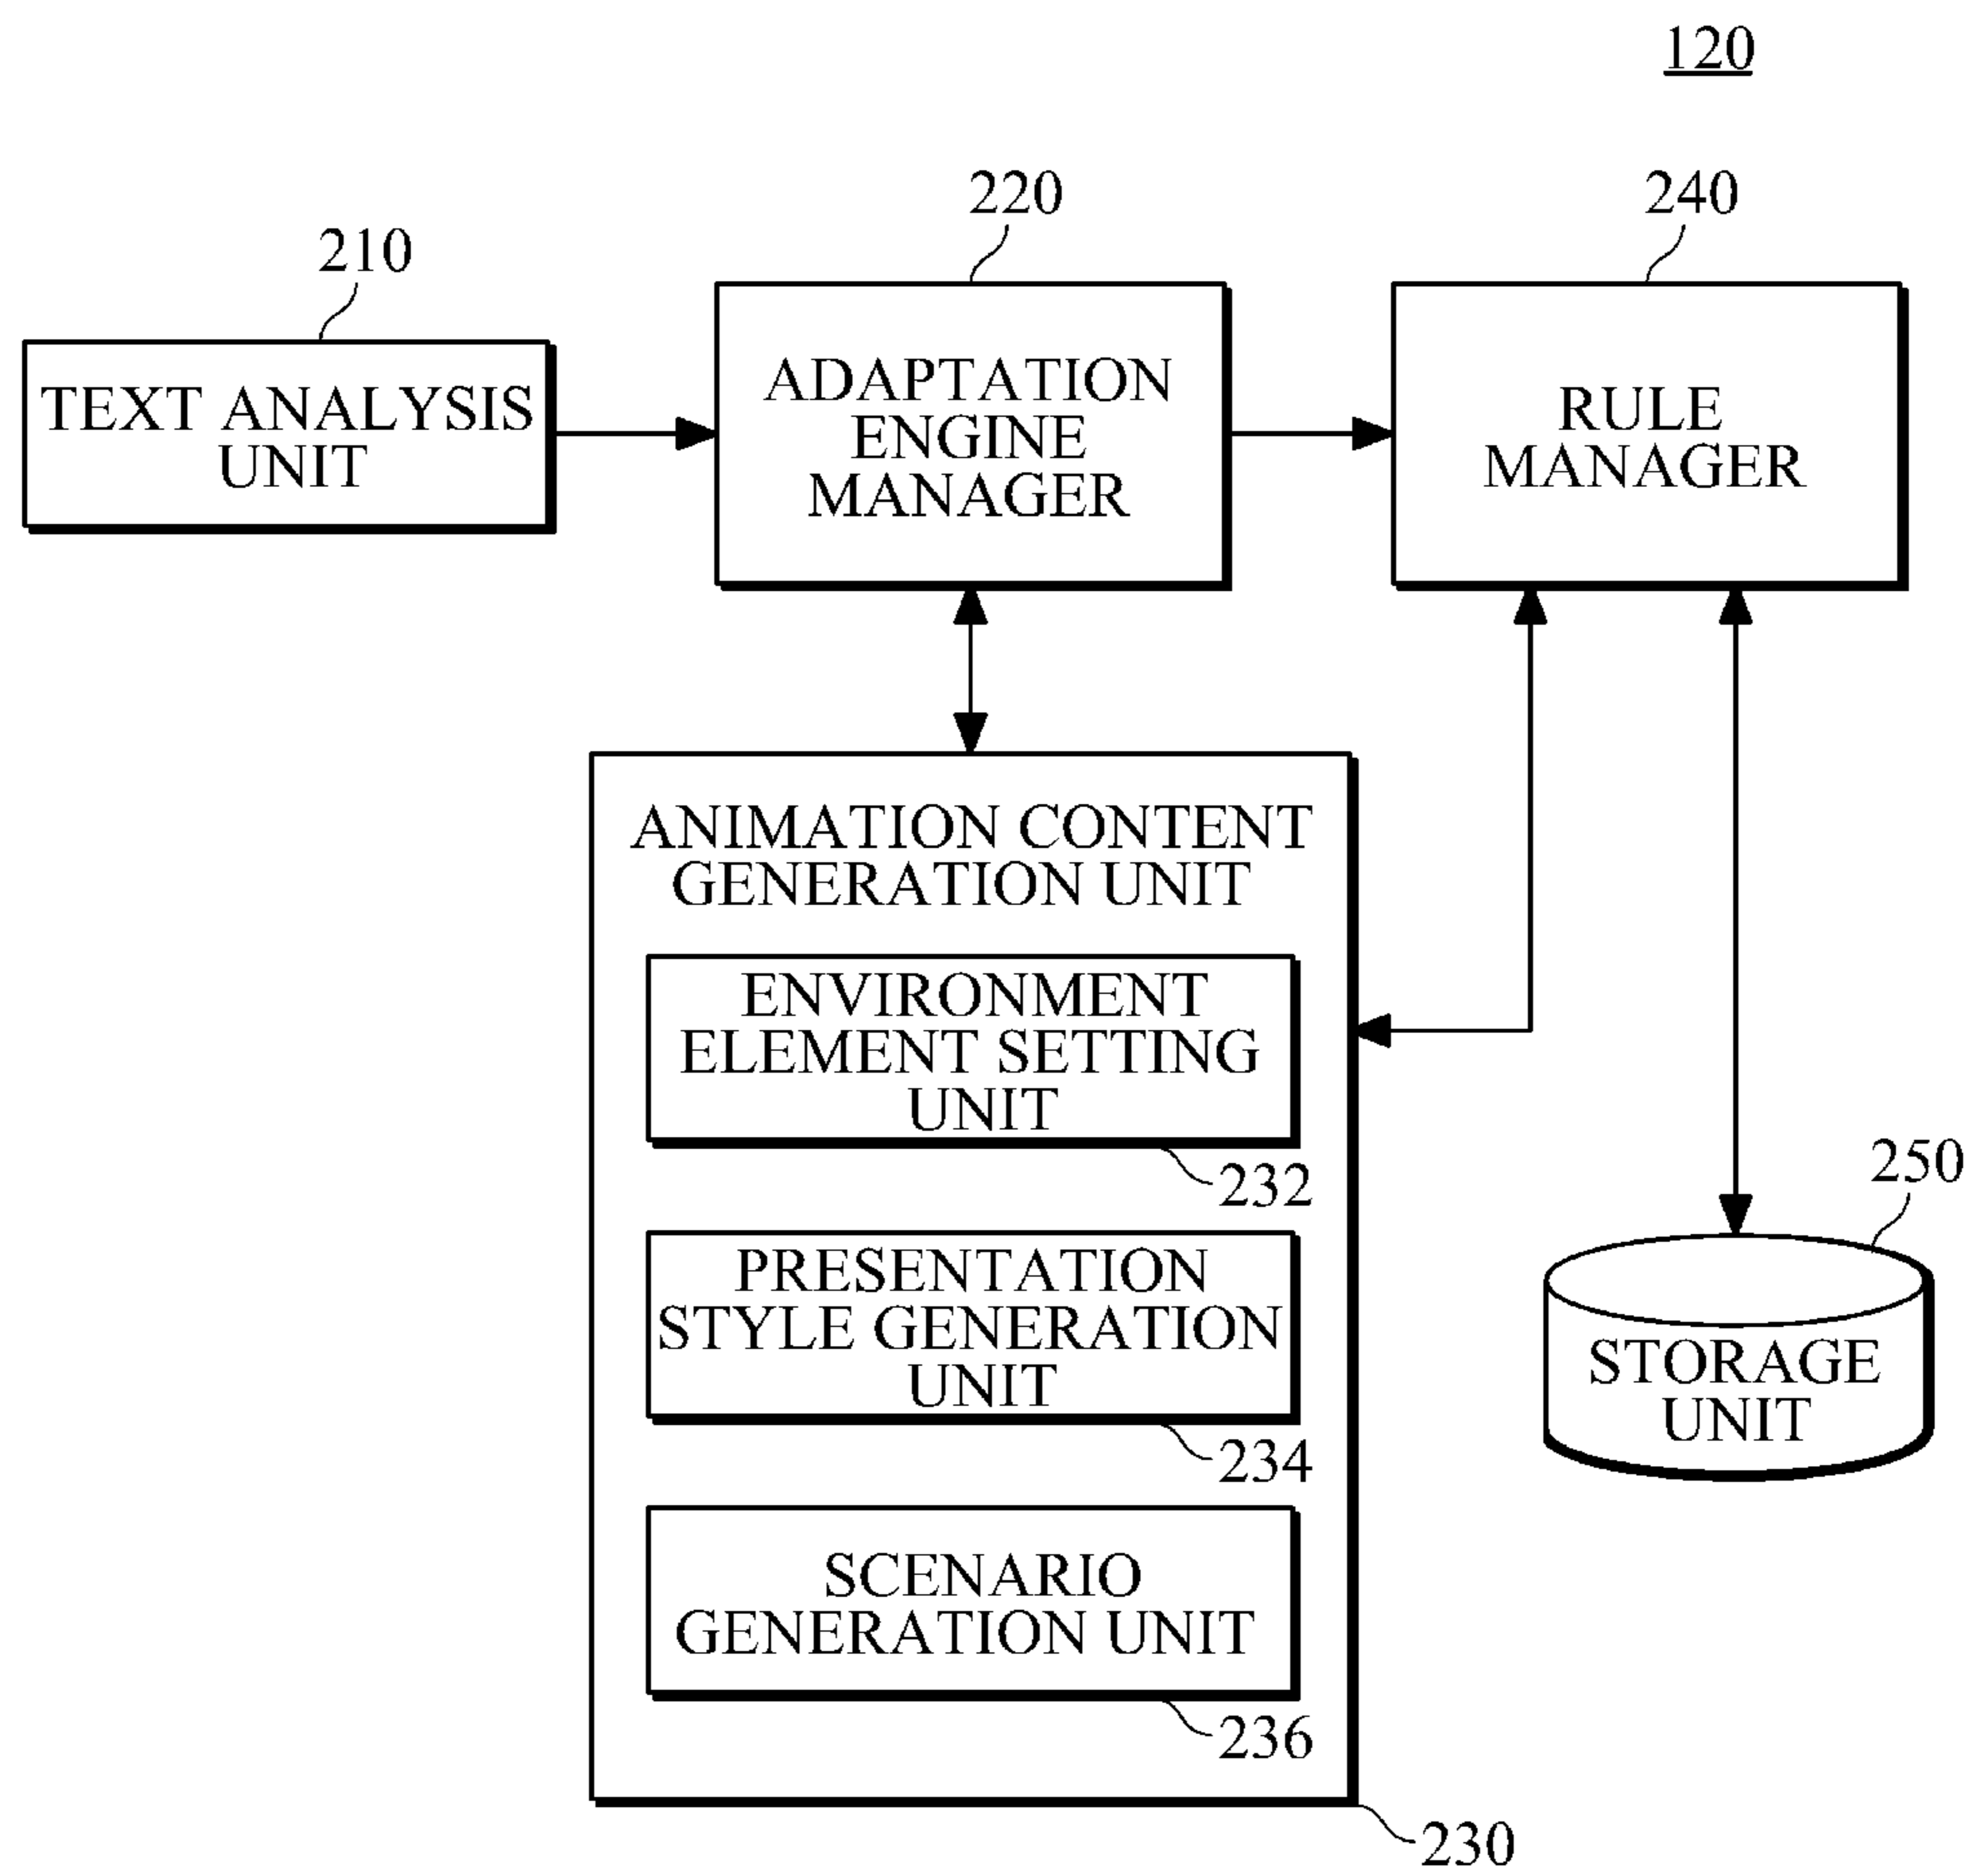 120
210
TEXT ANALYSIS
UNIT
220
ADAPTATION
ENGINE
MANAGER
240
RULE
MANAGER
ANIMATION CONTENT
GENERATION UNIT
ENVIRONMENT
ELEMENT SETTING
UNIT
232
PRESENTATION
STYLE GENERATION
UNIT
234
SCENARIO
GENERATION UNIT
236
230
250
STORAGE
UNIT